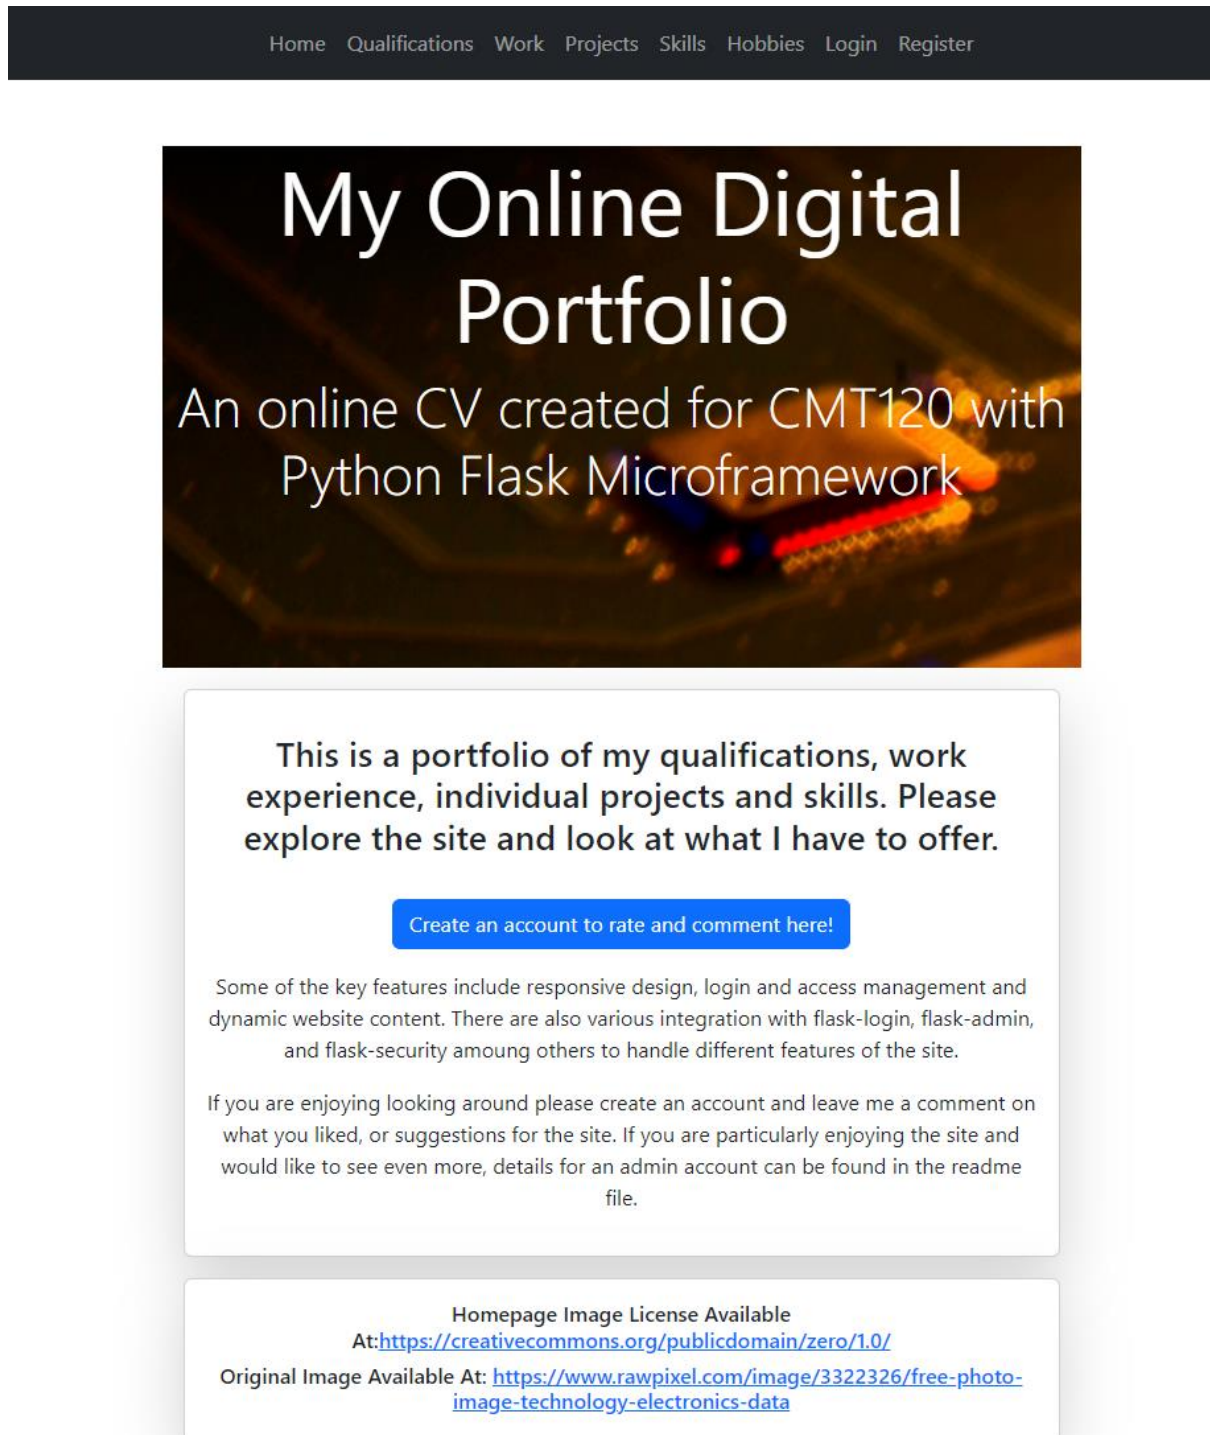 Home Qualifications Work Projects Skills Hobbies Login Register
My Online Digital
Portfolio
An online CV created for CMT120 with
Python Flask Microframework
This is a portfolio of my qualifications, work
experience, individual projects and skills. Please
explore the site and look at what I have to offer.
Create an account to rate and comment here!
Some of the key features include responsive design, login and access management and
dynamic website content. There are also various integration with flask-login, flask-admin,
and flask-security amoung others to handle different features of the site.
If you are enjoying looking around please create an account and leave me a comment on
what you liked, or suggestions for the site. If you are particularly enjoying the site and
would like to see even more, details for an admin account can be found in the readme
file.
Homepage Image License Available
At:https://creativecommons.org/publicdomain/zero/1.0/
Original Image Available At: https://www.rawpixel.com/image/3322326/free-photo-
image-technology-electronics-data